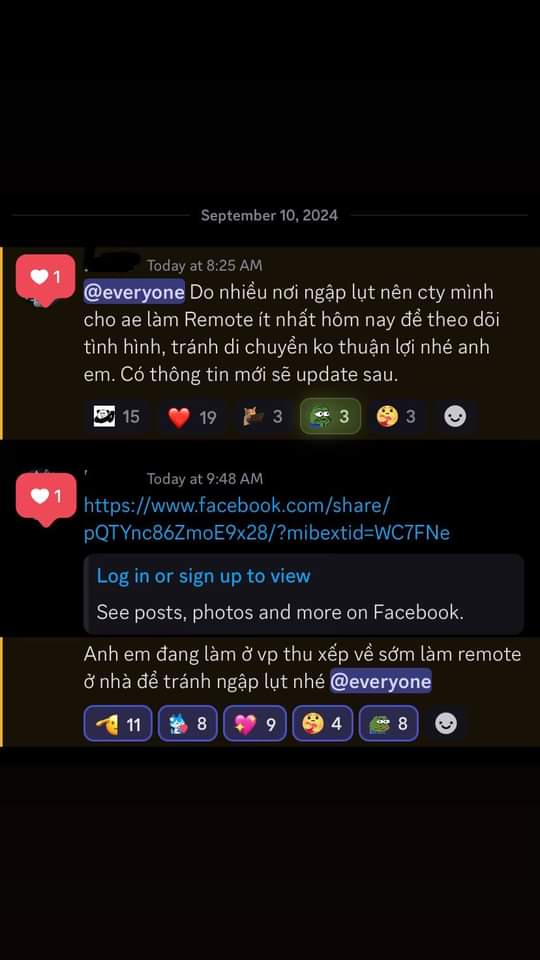 September 10, 2024
1
Today at 8:25 AM
@everyone Do nhiều nơi ngập lụt nên cty mình
cho ae làm Remote ít nhất hôm nay để theo dõi
tình hình, tránh di chuyển ko thuận lợi nhé anh
em. Có thông tin mới sẽ update sau.
15 19 3 3 3
1
Today at 9:48 AM
https://www.facebook.com/share/
pQTYnc86ZmoE9x28/?mibextid=WC7FNe
Log in or sign up to view
See posts, photos and more on Facebook.
Anh em đang làm ở vp thu xếp về sớm làm remote
ở nhà để tránh ngập lụt nhé @everyone
11 8 9 4 8